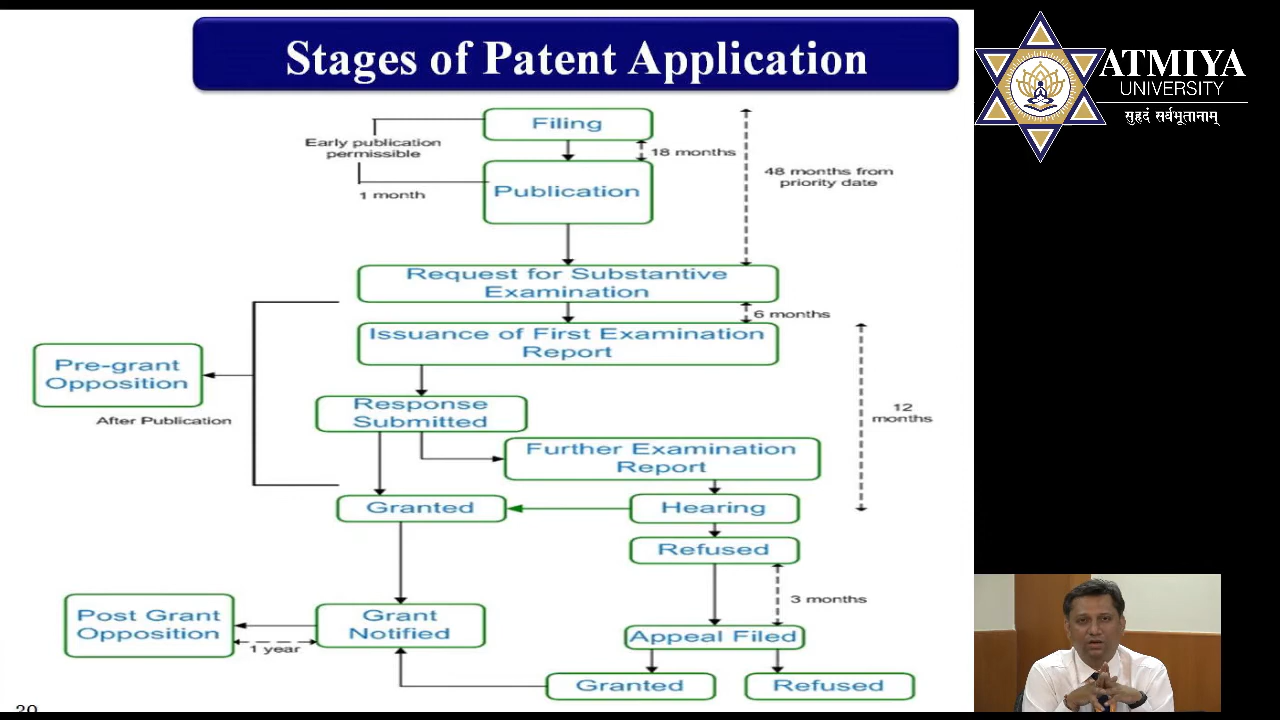 Stages of Patent Application
ATMIYA
UNIVERSITY
सुहृदं सर्वभूतानाम्
Filing
Early publication
permissible
18 months
48 months from
priority date
1 month
Publication
Request for Substantive
Examination
6 months
Issuance of First Examination
Report
Pre-grant
Opposition
After Publication
Response
Submitted
12
months
Further Examination
Report
Granted
Hearing
Refused
Post Grant
Opposition
1 year
Grant
Notified
3 months
Appeal Filed
Granted
Refused